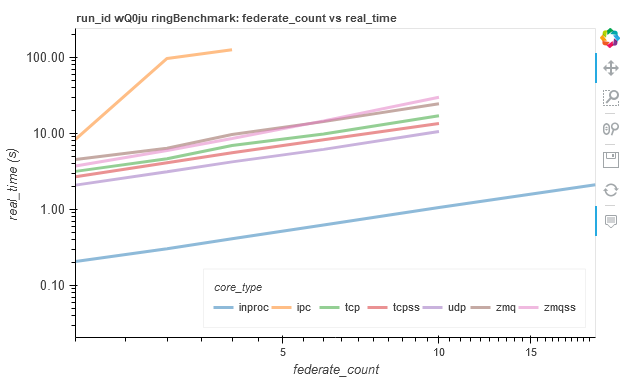 run_id wQ0ju ringBenchmark: federate_count vs real_time
100.00
10.00
1.00
0.10
real_time (s)
core_type
inproc ipc tcp tcpss udp zmq zmqss
5 10 15
federate_count